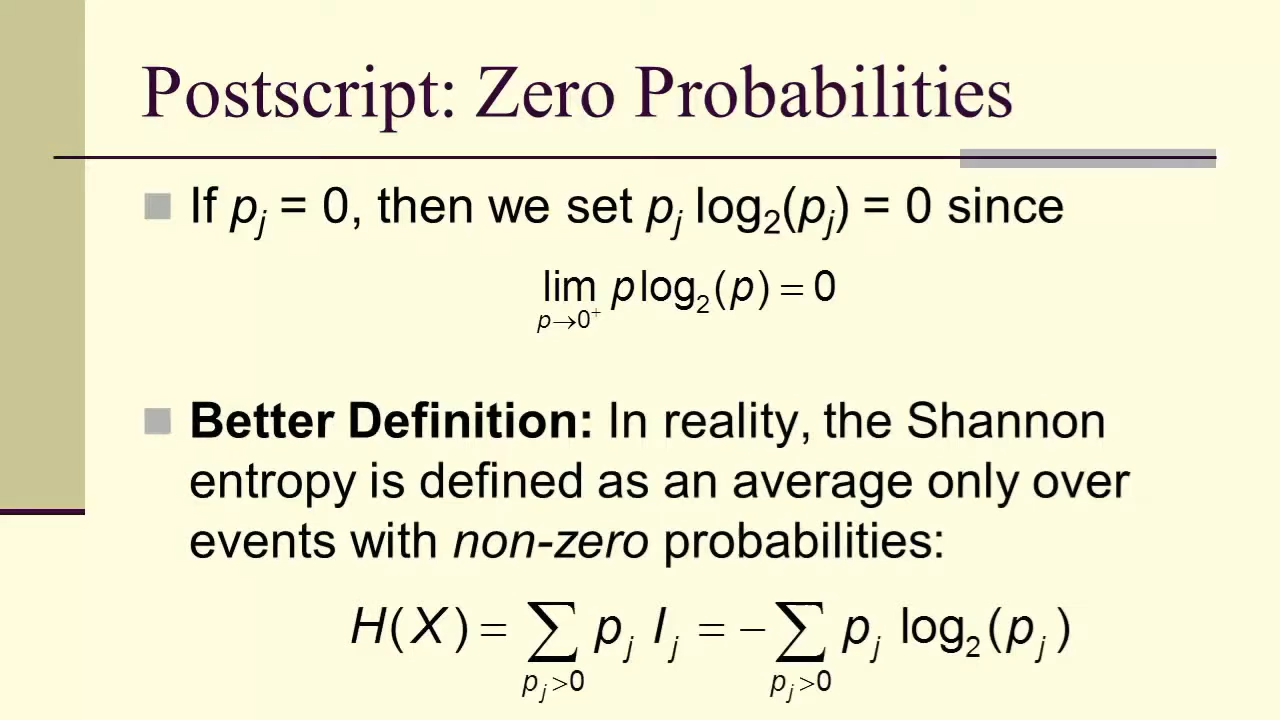 Postscript: Zero Probabilities
If pⱼ = 0, then we set pⱼ log₂(pⱼ) = 0 since
lim p log₂(p) = 0
p→0⁺
Better Definition: In reality, the Shannon
entropy is defined as an average only over
events with non-zero probabilities:
H(X) = ∑ pⱼ Iⱼ = − ∑ pⱼ log₂(pⱼ)
pⱼ>0 pⱼ>0